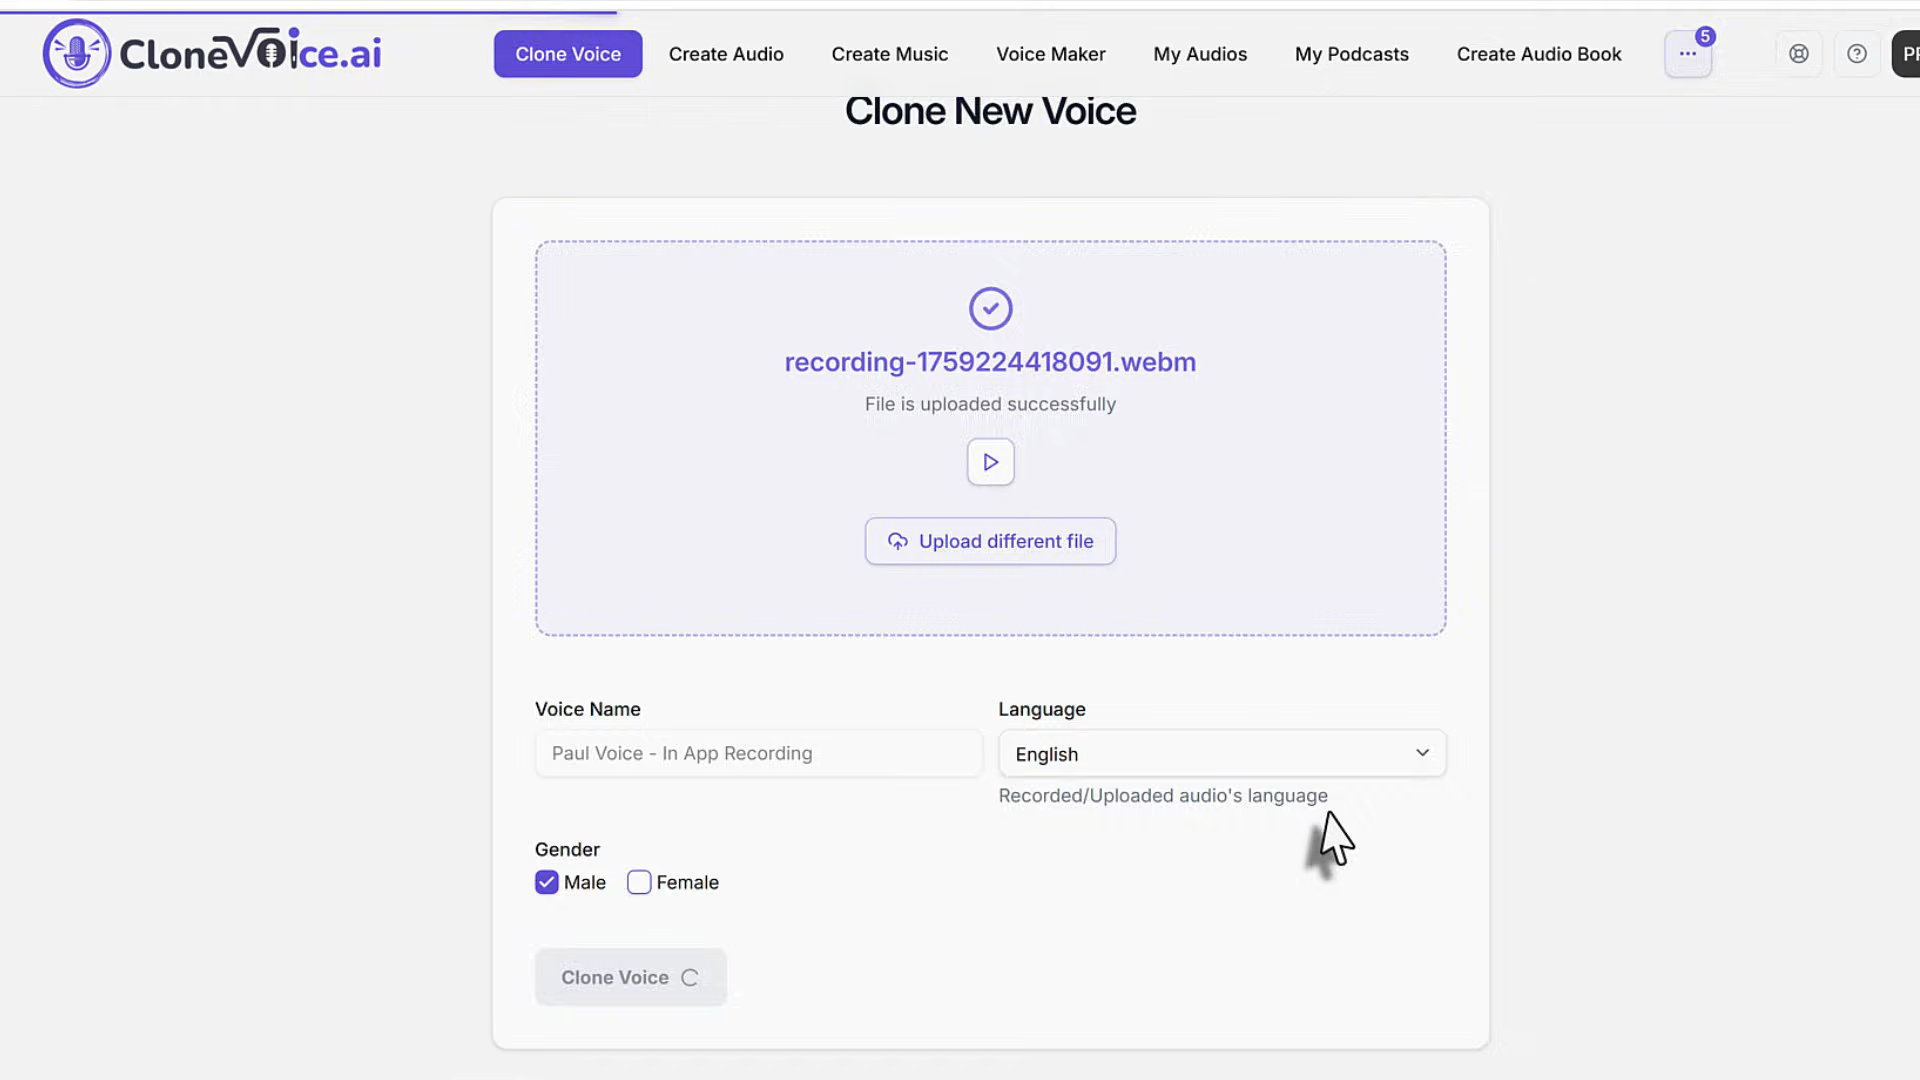 CloneVoice.ai
Clone Voice
Create Audio
Create Music
Voice Maker
My Audios
My Podcasts
Create Audio Book
5
Clone New Voice
recording-1759224418091.webm
File is uploaded successfully
Upload different file
Voice Name
Language
Paul Voice - In App Recording
English
Recorded/Uploaded audio's language
Gender
Male
Female
Clone Voice